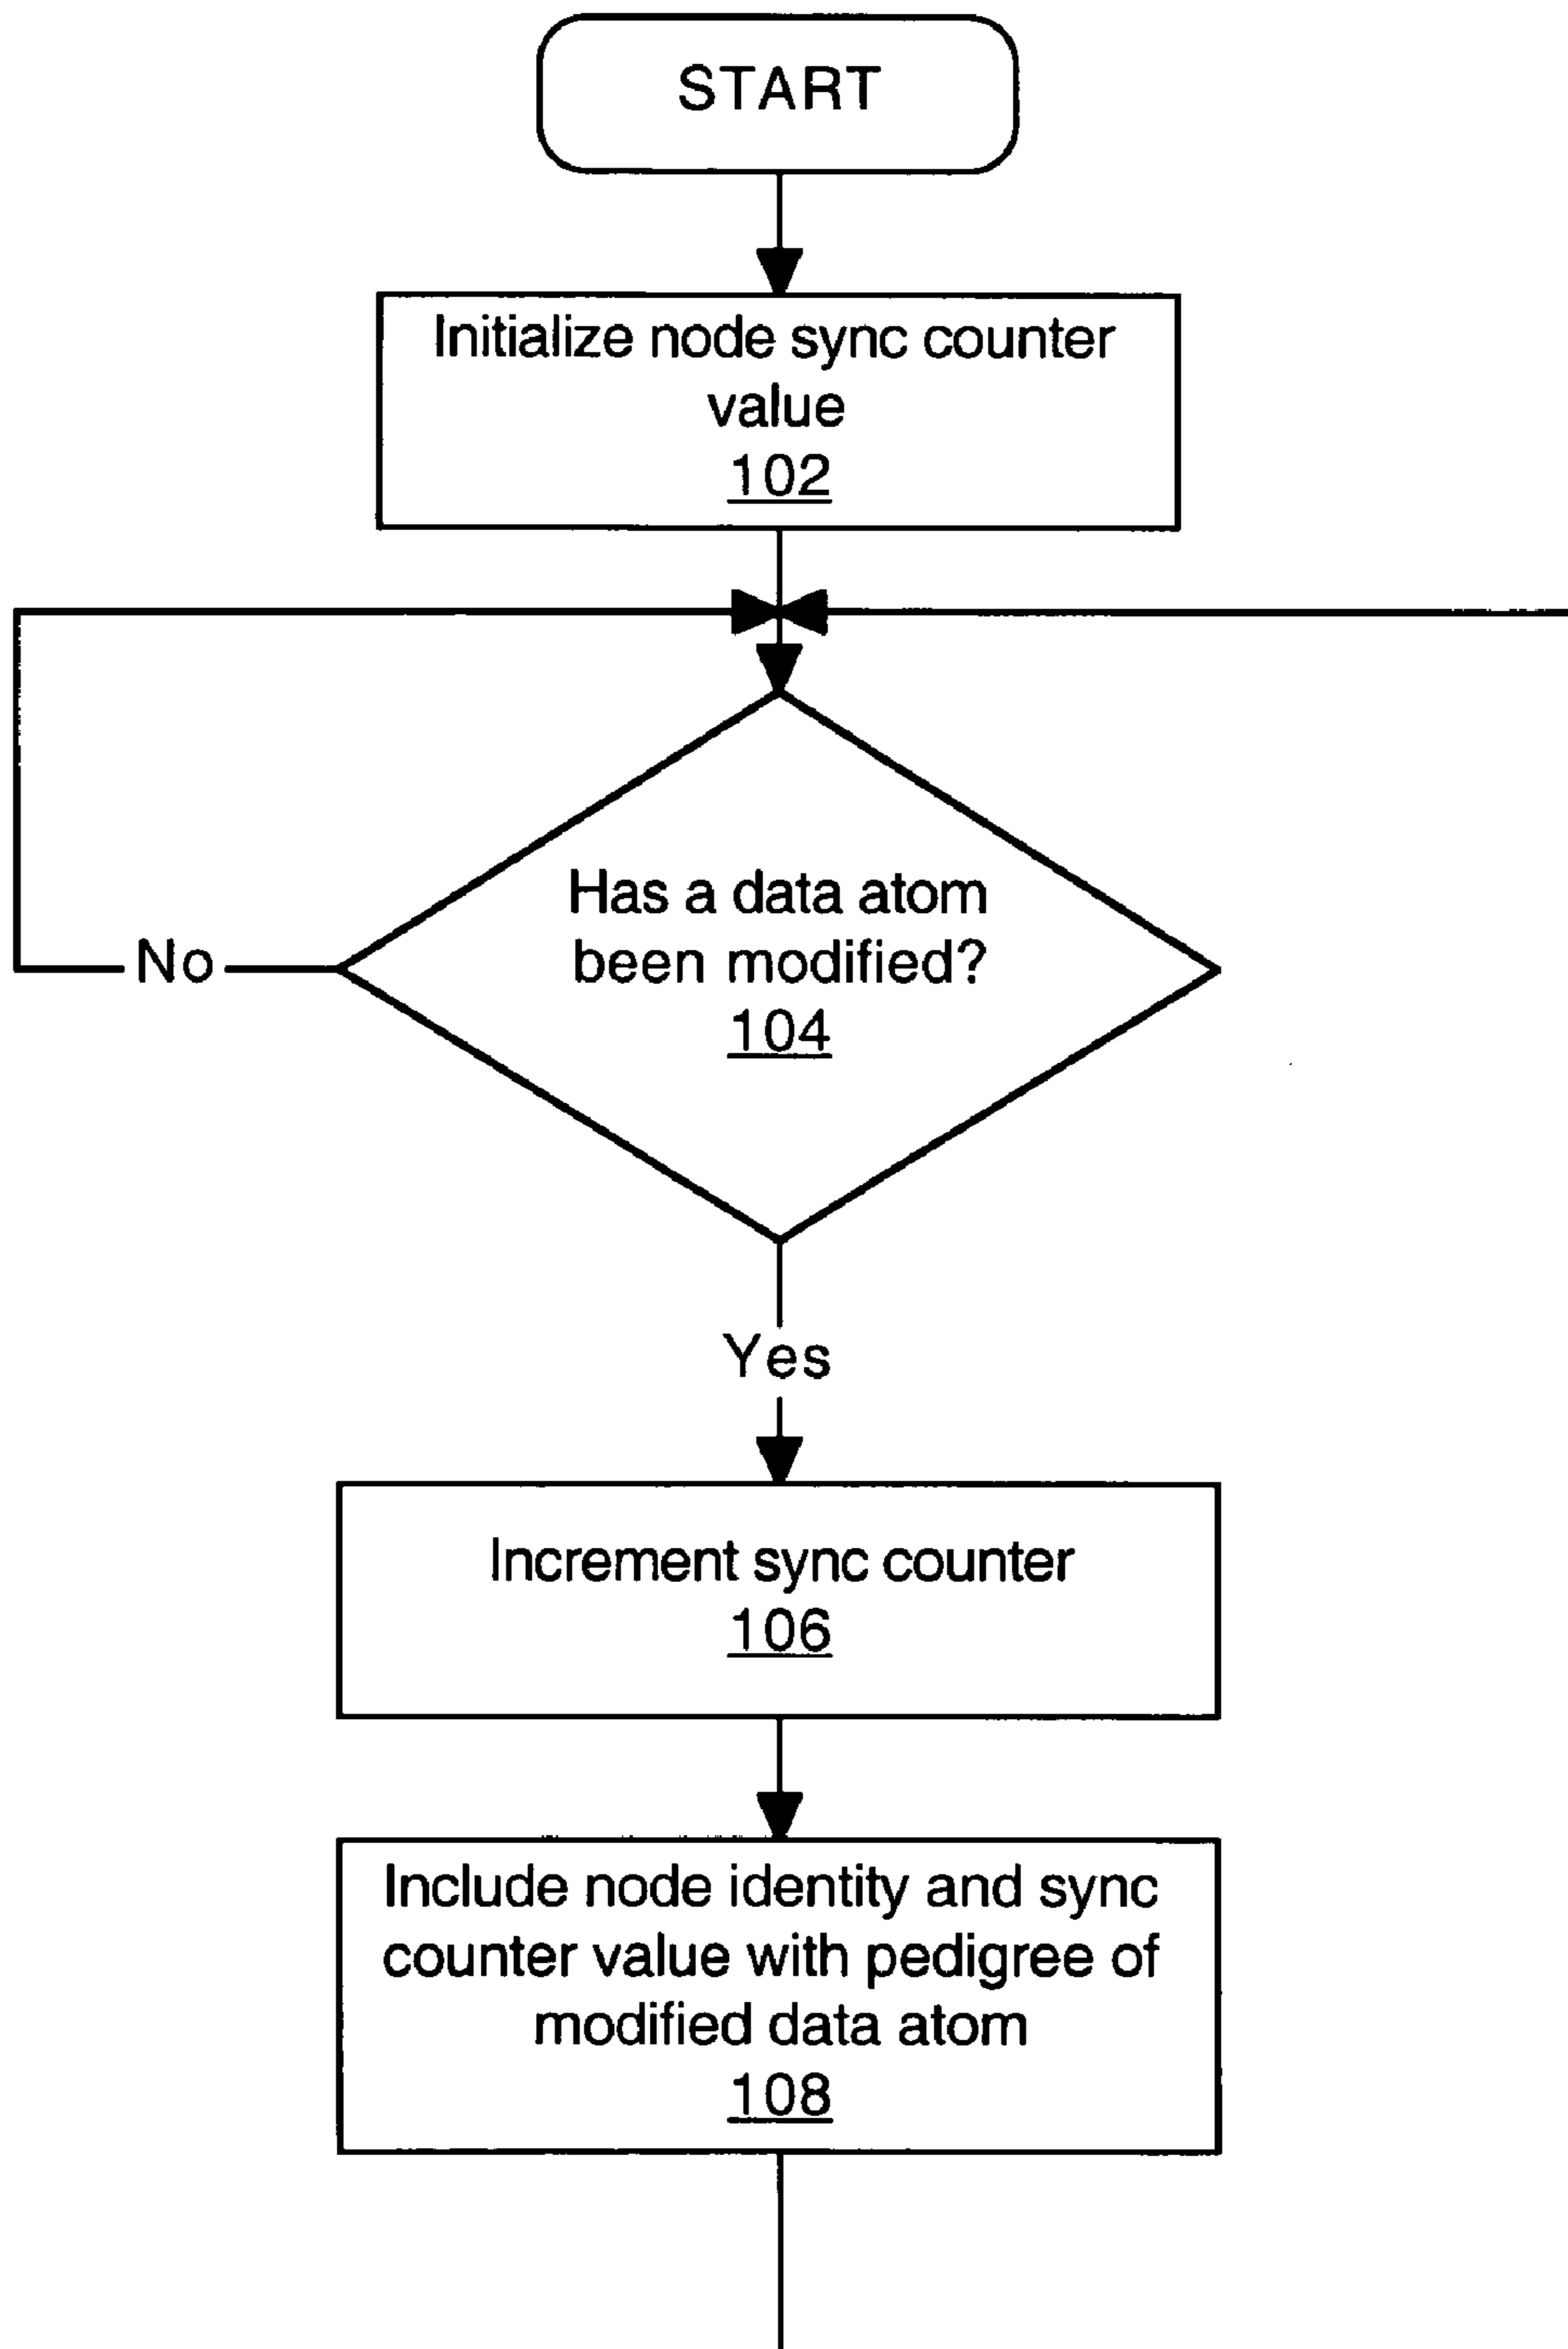 START
Initialize node sync counter
value
102
Has a data atom
been modified?
104
No
Yes
Increment sync counter
106
Include node identity and sync
counter value with pedigree of
modified data atom
108